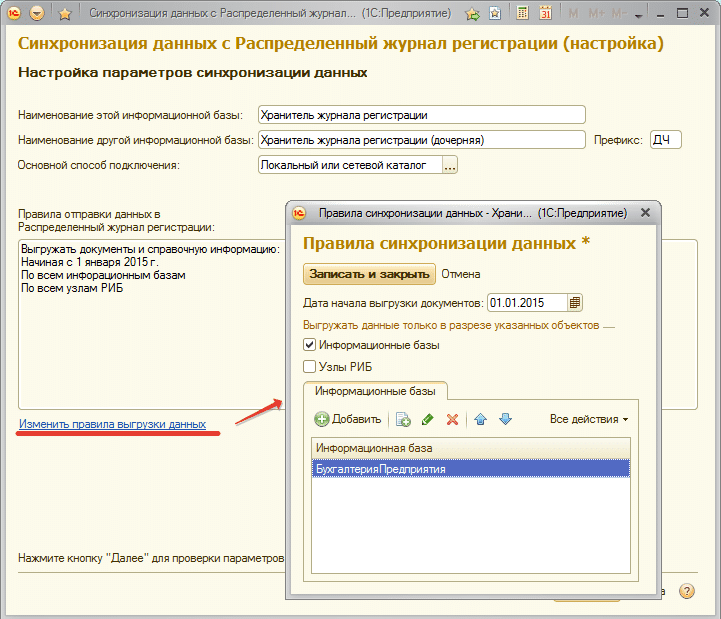 Синхронизация данных с Распределенный журнал... (1С:Предприятие)
M M+ M-
Синхронизация данных с Распределенный журнал регистрации (настройка)
Настройка параметров синхронизации данных
Наименование этой информационной базы: Хранитель журнала регистрации
Наименование другой информационной базы: Хранитель журнала регистрации (дочерняя) Префикс: ДЧ
Основной способ подключения: Локальный или сетевой каталог ...
Правила отправки данных в
Распределенный журнал регистрации:
Выгружать документы и справочную информацию:
Начиная с 1 января 2015 г.
По всем инфорационным базам
По всем узлам РИБ
Изменить правила выгрузки данных
Нажмите кнопку "Далее" для проверки параметров
Правила синхронизации данных - Храни... (1С:Предприятие)
Правила синхронизации данных *
Записать и закрыть Отмена
Дата начала выгрузки документов: 01.01.2015
Выгружать данные только в разрезе указанных объектов
Информационные базы
Узлы РИБ
Информационные базы
Добавить Все действия
Информационная база
БухгалтерияПредприятия